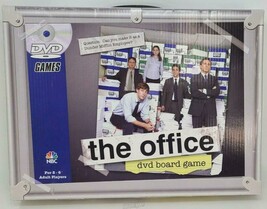 DVD
GAMES
NBC
For 2 - 6
Adult Players
the office
dvd board game